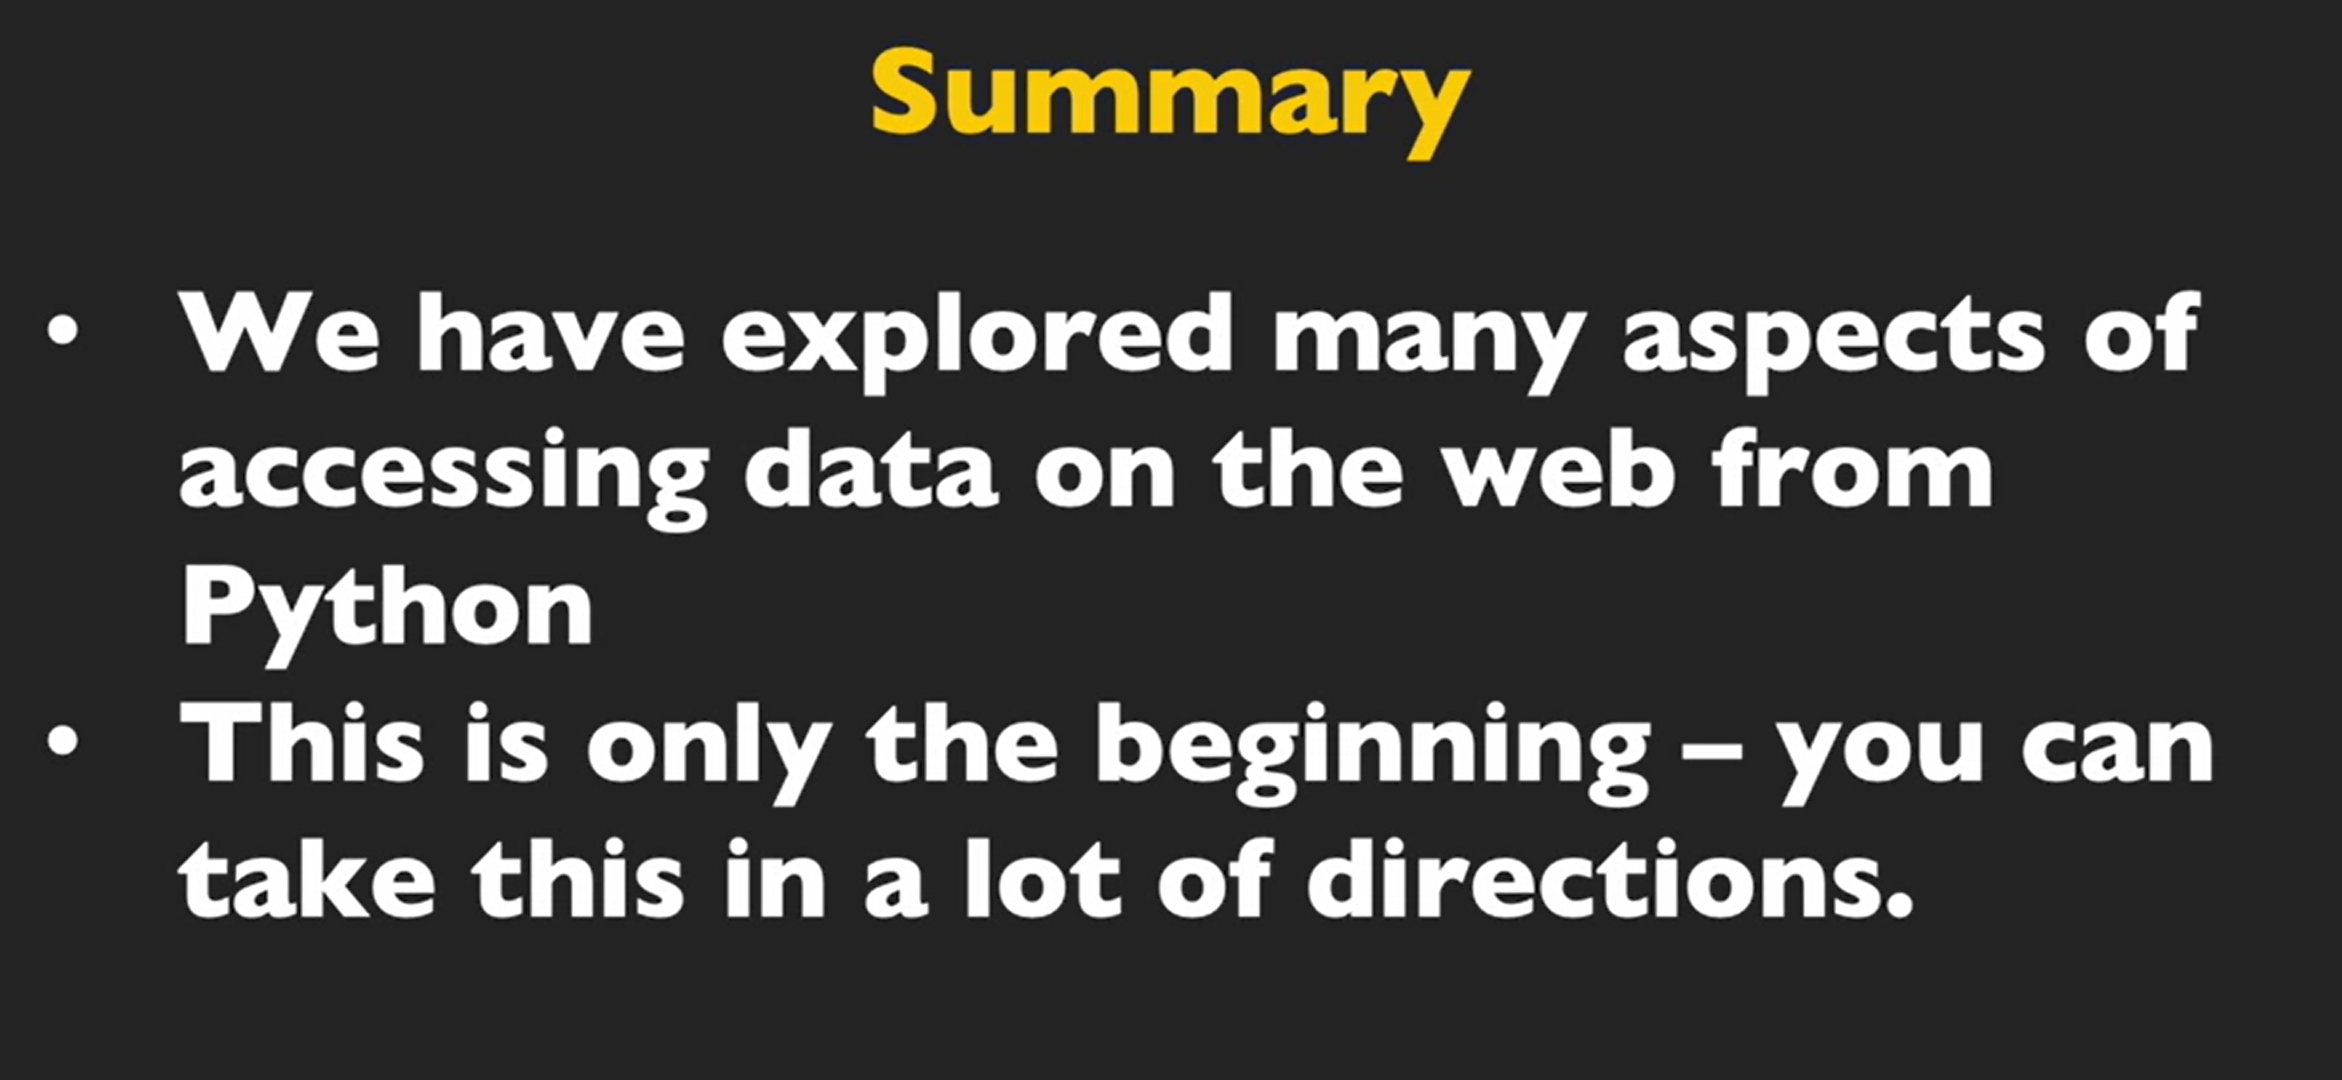 Summary
• We have explored many aspects of
accessing data on the web from
Python
• This is only the beginning – you can
take this in a lot of directions.